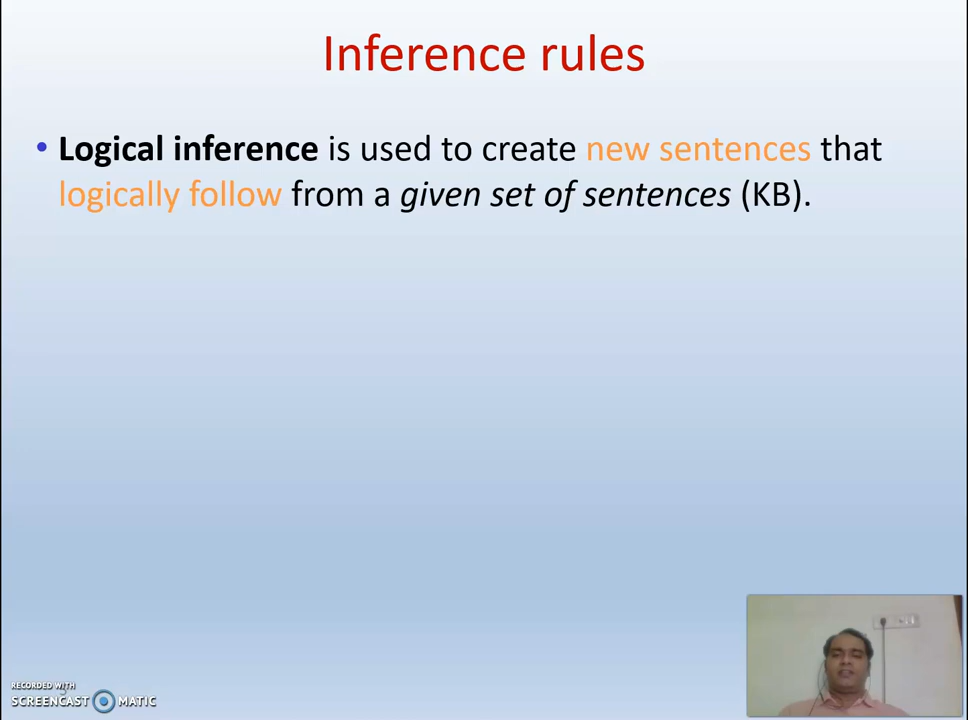 Inference rules
• Logical inference is used to create new sentences that
logically follow from a given set of sentences (KB).
RECORDED WITH
SCREENCAST MATIC